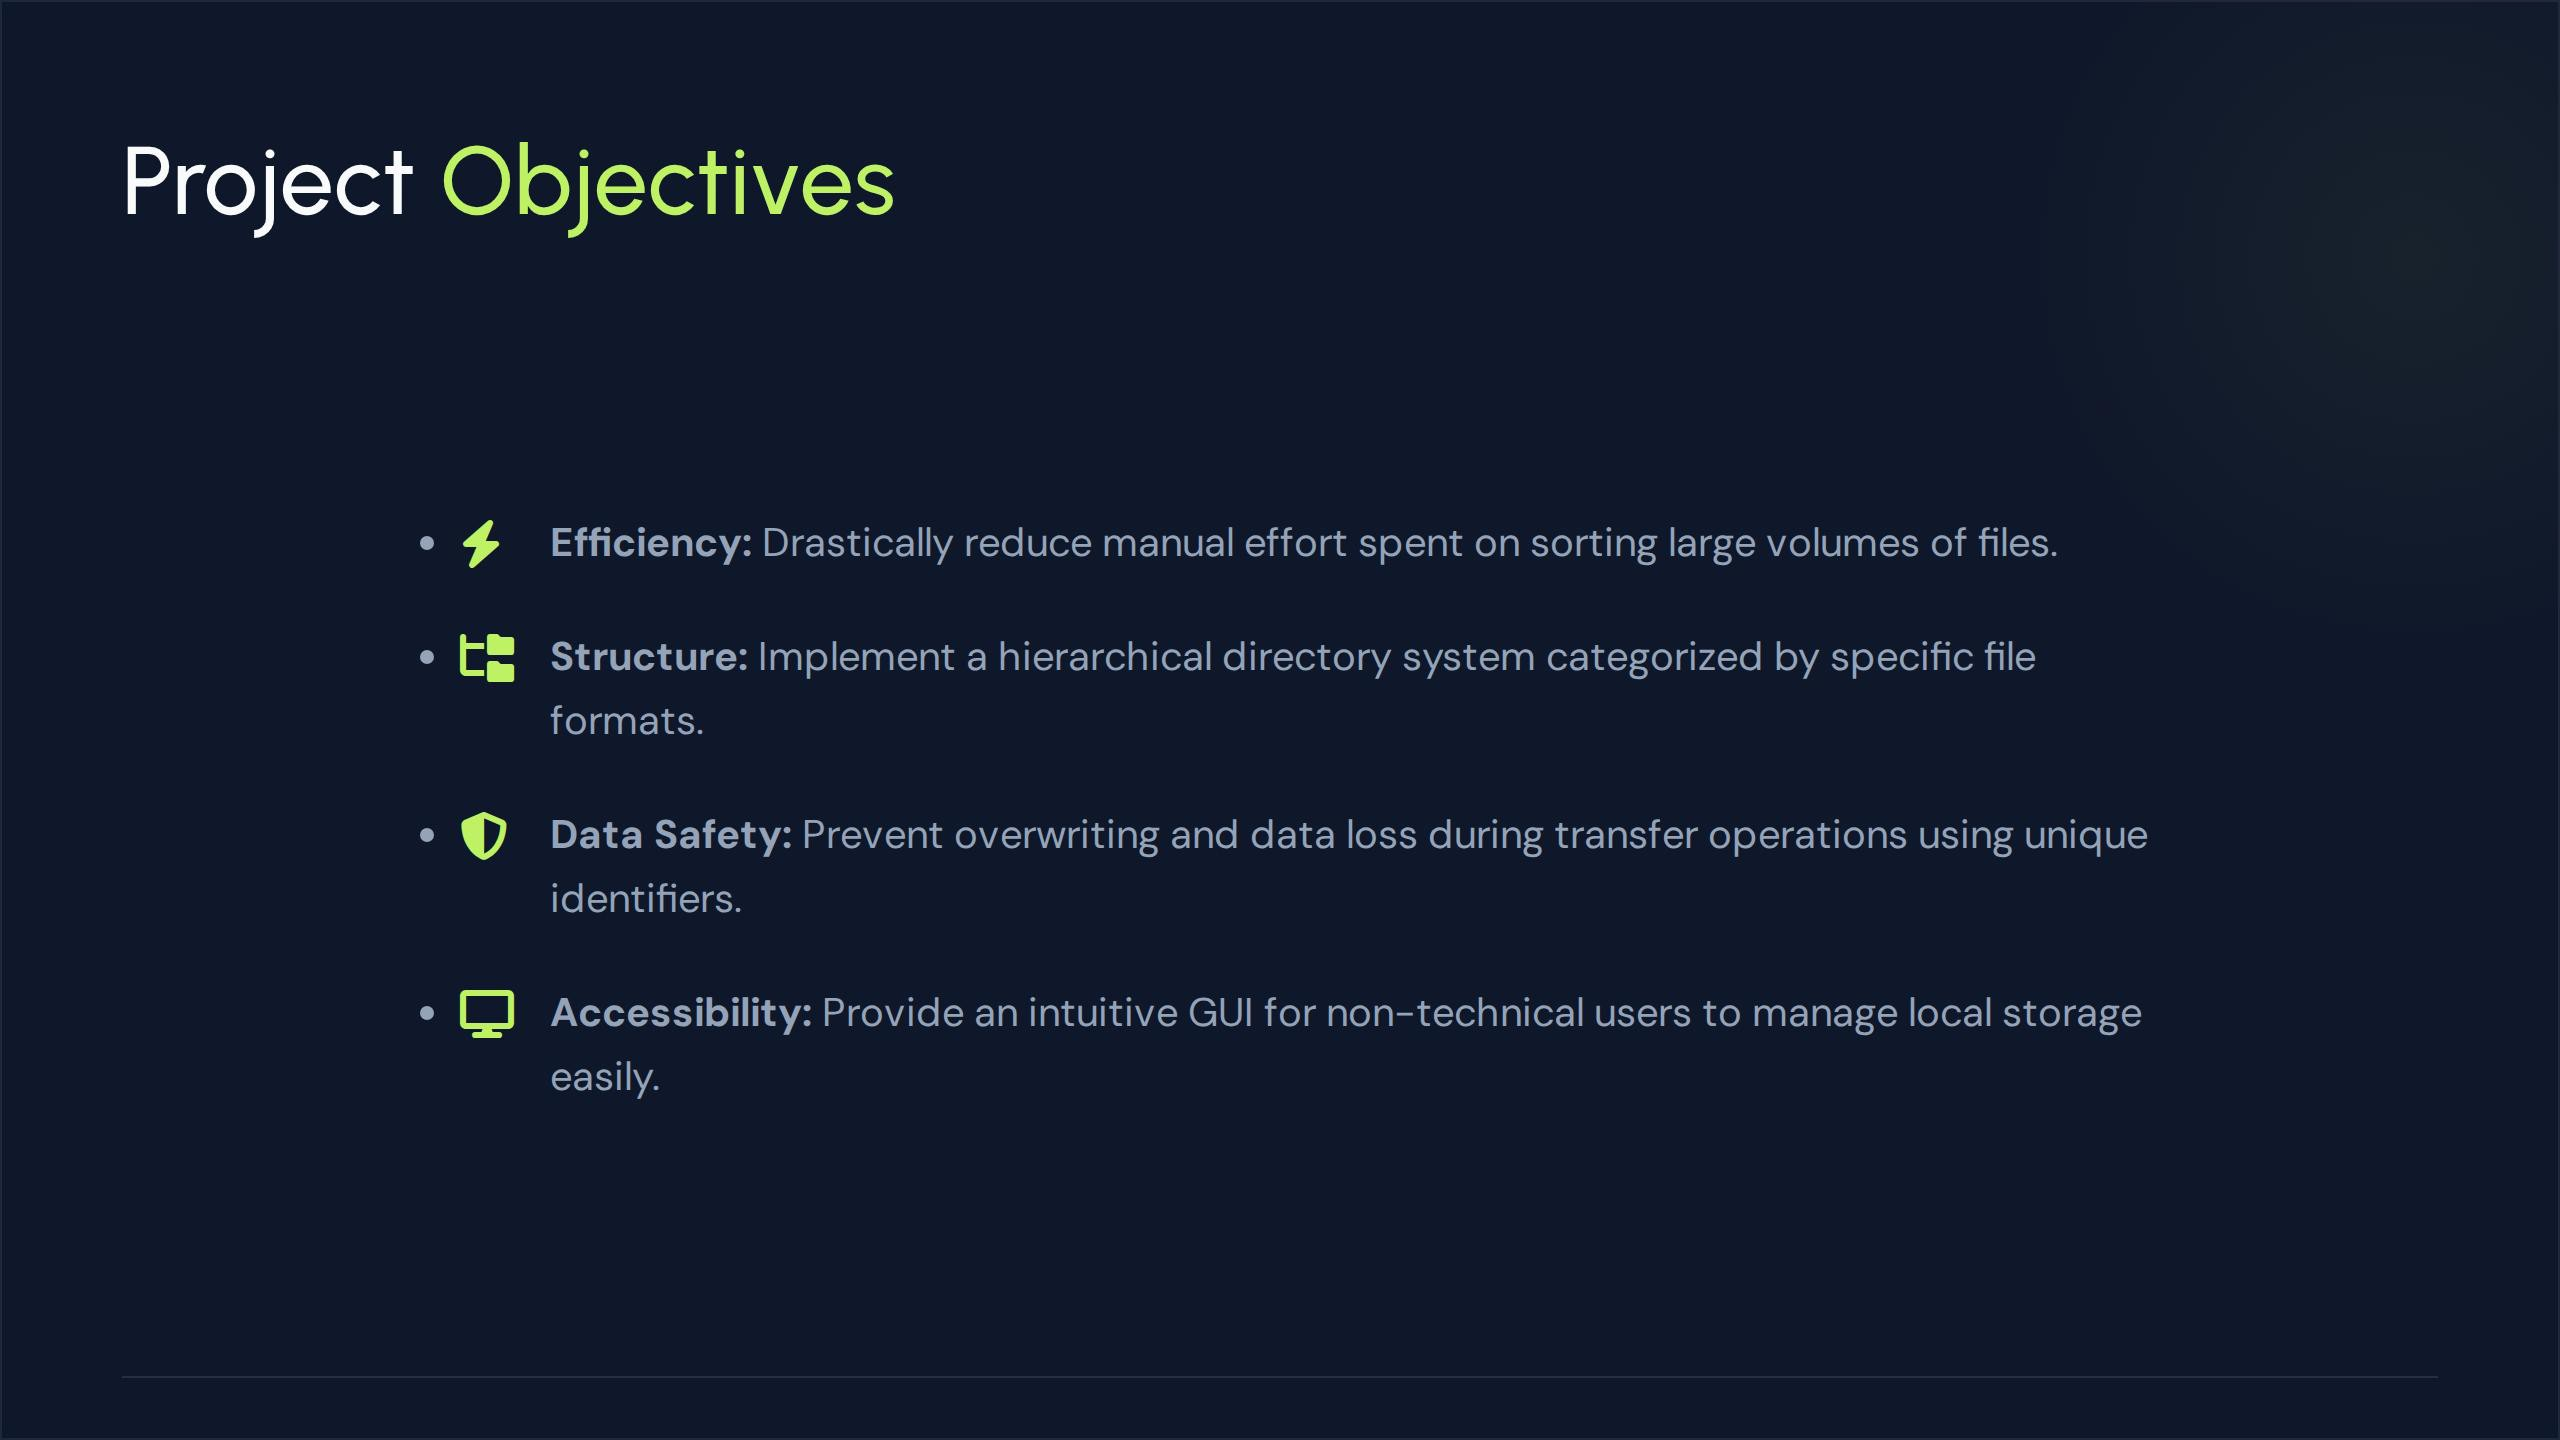 Project Objectives
• Efficiency: Drastically reduce manual effort spent on sorting large volumes of files.
• Structure: Implement a hierarchical directory system categorized by specific file
formats.
• Data Safety: Prevent overwriting and data loss during transfer operations using unique
identifiers.
• Accessibility: Provide an intuitive GUI for non-technical users to manage local storage
easily.